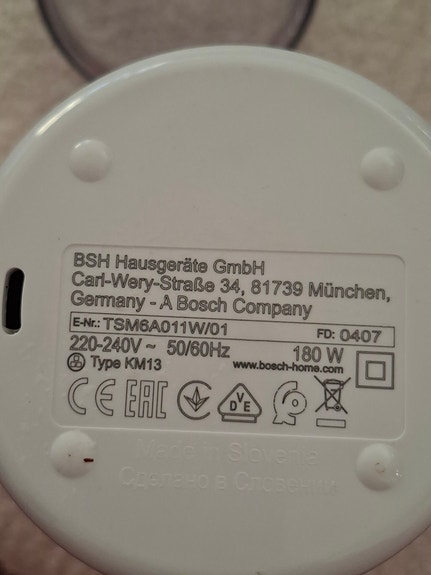 BSH Hausgeräte GmbH
Carl-Wery-Straße 34, 81739 München,
Germany - A Bosch Company
E-Nr.: TSM6A011W/01 FD: 0407
220-240V ~ 50/60Hz 180 W
Type KM13 www.bosch-home.com
CE EAC VDE
Made in Slovenia
Сделано в Словении